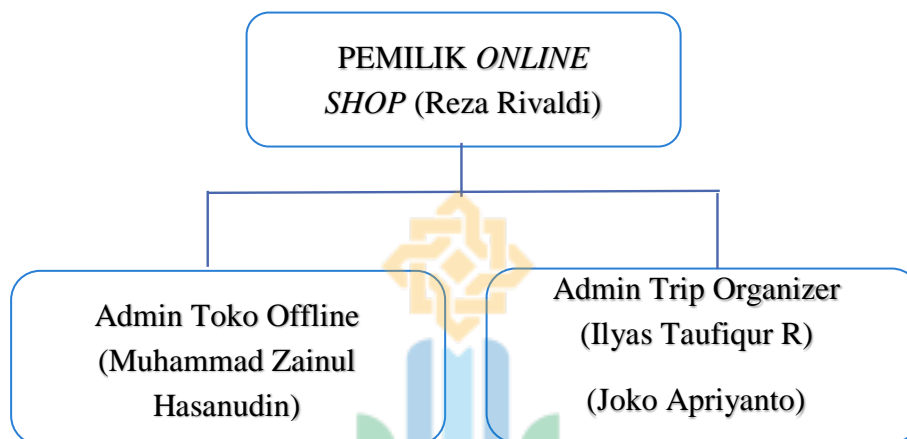 PEMILIK ONLINE
SHOP (Reza Rivaldi)
Admin Toko Offline
(Muhammad Zainul
Hasanudin)
Admin Trip Organizer
(Ilyas Taufiqur R)
(Joko Apriyanto)